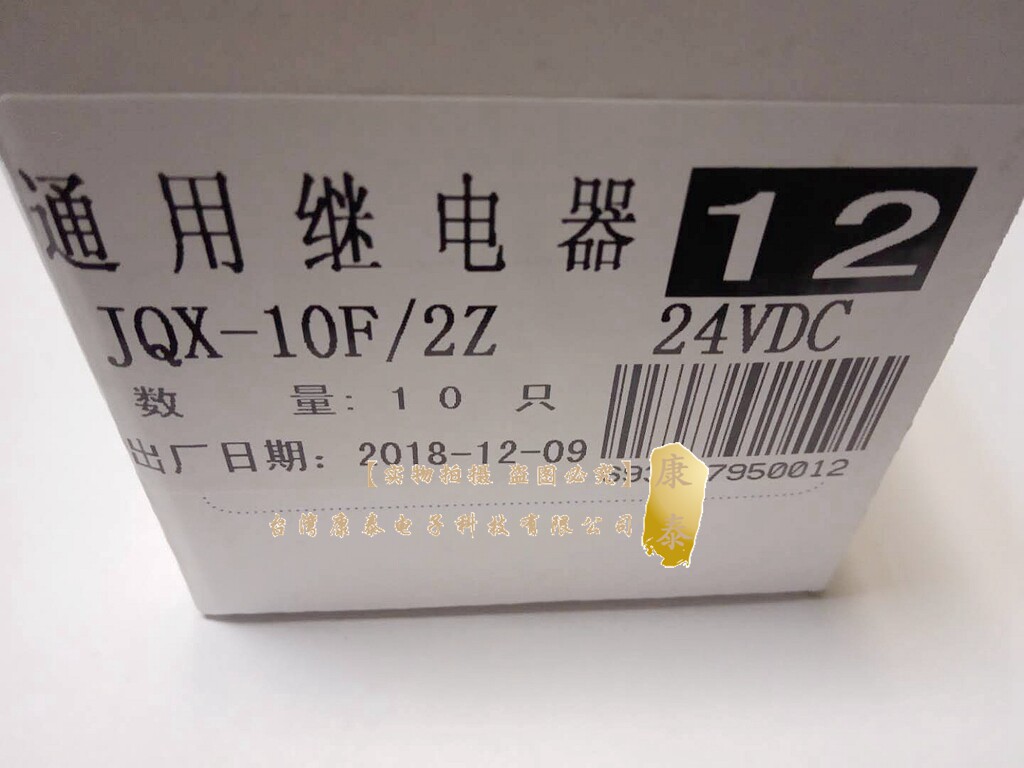 通用继电器 12
JQX-10F/2Z 24VDC
数量: 10只
出厂日期: 2018-12-09
7950012
【实物拍摄 盗图必究】
台湾康泰电子科技有限公司
康泰